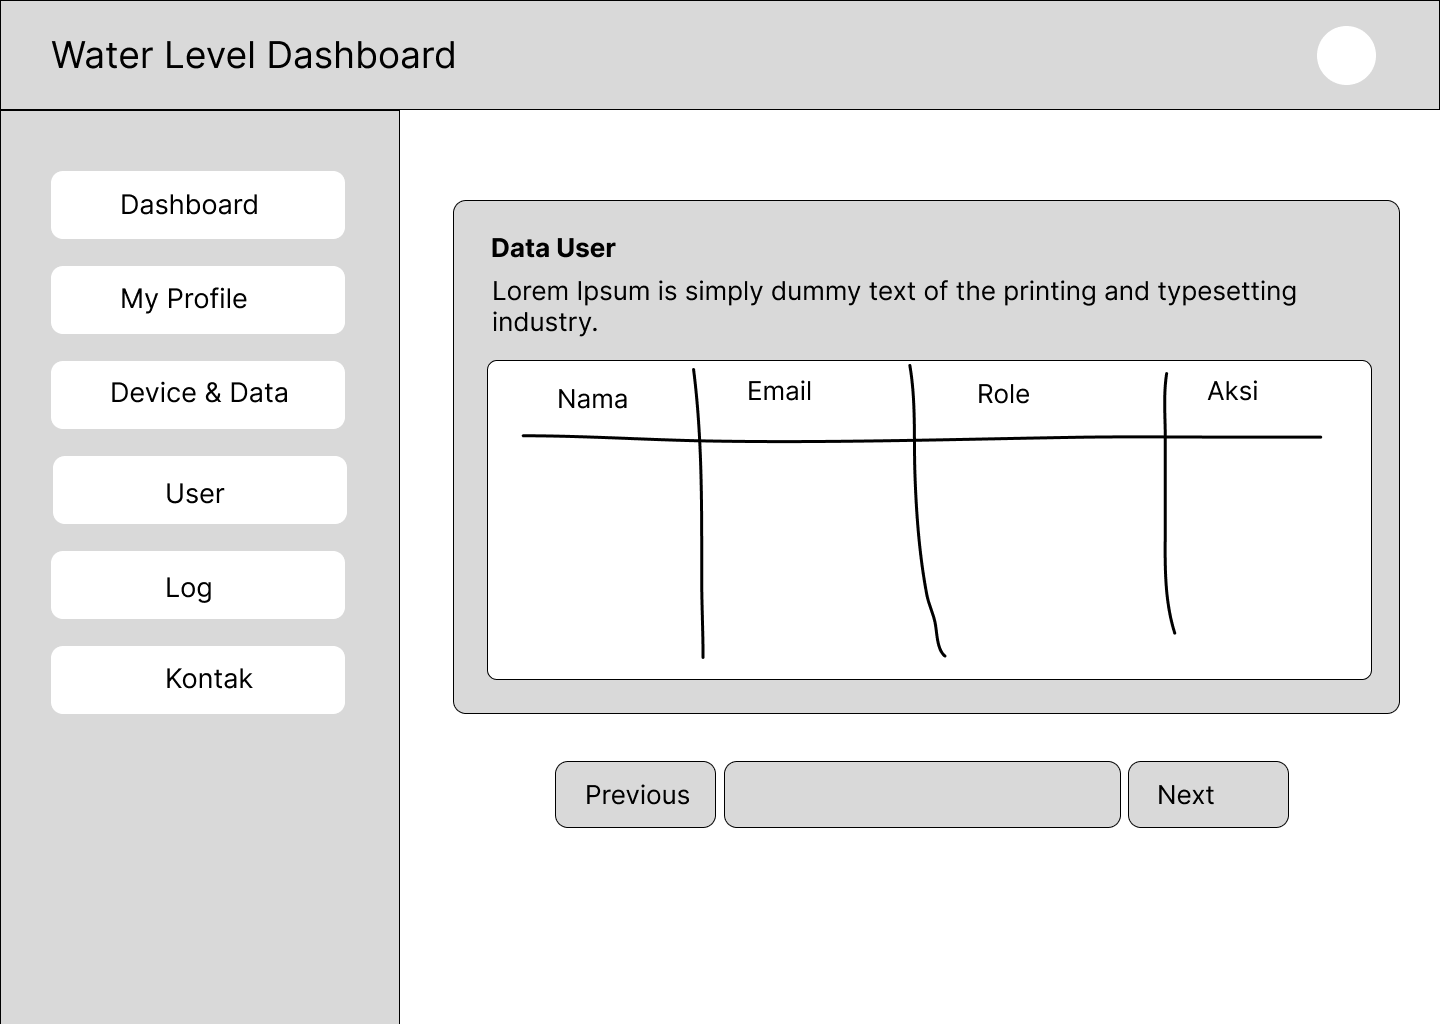 Water Level Dashboard
Dashboard
My Profile
Device & Data
User
Log
Kontak
Data User
Lorem Ipsum is simply dummy text of the printing and typesetting
industry.
Nama Email Role Aksi
Previous Next